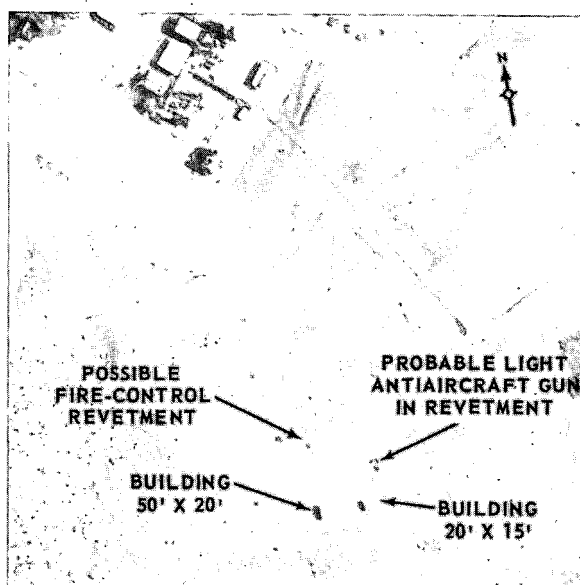 N
POSSIBLE
FIRE-CONTROL
REVETMENT
PROBABLE LIGHT
ANTIAIRCRAFT GUN
IN REVETMENT
BUILDING
50' X 20'
BUILDING
20' X 15'